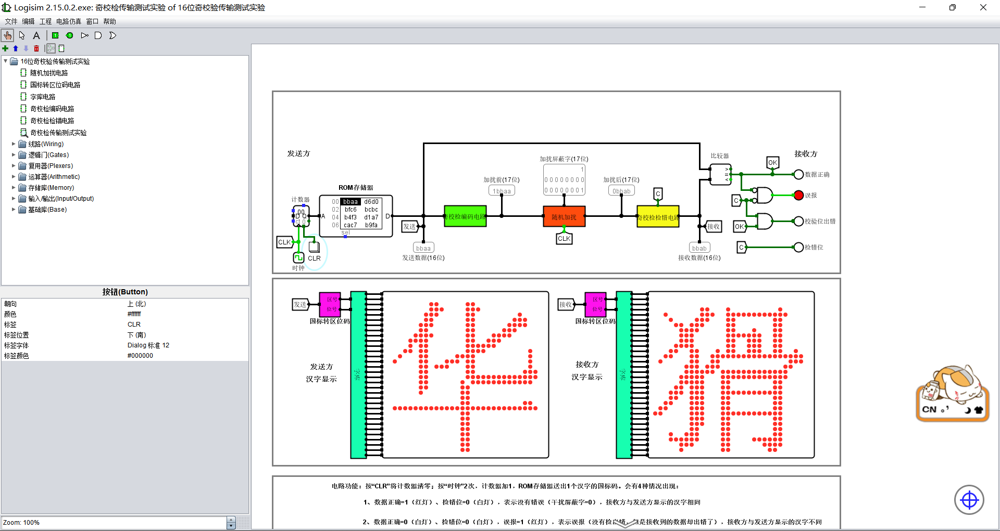 Logisim 2.15.0.2.exe: 奇校检传输测试实验 of 16位奇校验传输测试实验
文件 编辑 工程 电路仿真 窗口 帮助
16位奇校验传输测试实验
随机加扰电路
国标转区位码电路
字库电路
奇校检编码电路
奇校检检错电路
奇校检传输测试实验
线路(Wiring)
逻辑门(Gates)
复用器(Plexers)
运算器(Arithmetic)
存储库(Memory)
输入/输出(Input/Output)
基础库(Base)
按钮(Button)
朝向 上 (北)
颜色 #ffffff
标签 CLR
标签位置 下 (南)
标签字体 Dialog 标准 12
标签颜色 #000000
Zoom: 100%
发送方
接收方
比较器
加扰屏蔽字(17位)
1
0 0 0 0 0 0 0 0
0 0 0 0 0 0 0 1
OK
数据正确
加扰前(17位)
1bbaa
加扰后(17位)
0bbab
ROM存储器
00 bbaa d6d0
02 bfc6 bcbc
04 b4f3 d1a7
06 cac7 b9fa
A
D
sel
计数器
00
D Q
ct 0
C
C
误报
奇校检编码电路
随机加扰
奇校检检错电路
发送
接收
OK
校验位出错
CLK
CLK
CLR
时钟
bbaa
发送数据(16位)
bbab
接收数据(16位)
C
检错位
发送
区号
位号
国标转区位码
字库
发送方
汉字显示
华
接收
区号
位号
国标转区位码
字库
接收方
汉字显示
猾
CN
电路功能：按“CLR”将计数器清零；按“时钟”2次，计数器加1，ROM存储器送出1个汉字的国标码。会有4种情况出现：
1、数据正确=1（红灯）、检错位=0（白灯），表示没有错误（干扰屏蔽字=0），接收方与发送方显示的汉字相同
2、数据正确=0（白灯）、检错位=0（白灯），误报=1（红灯），表示误报（没有检出错，但是接收到的数据却出错了），接收方与发送方显示的汉字不同